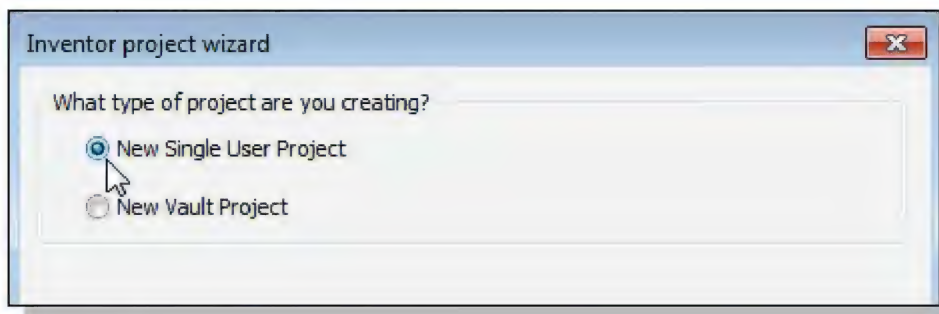 Inventor project wizard
What type of project are you creating?
New Single User Project
New Vault Project